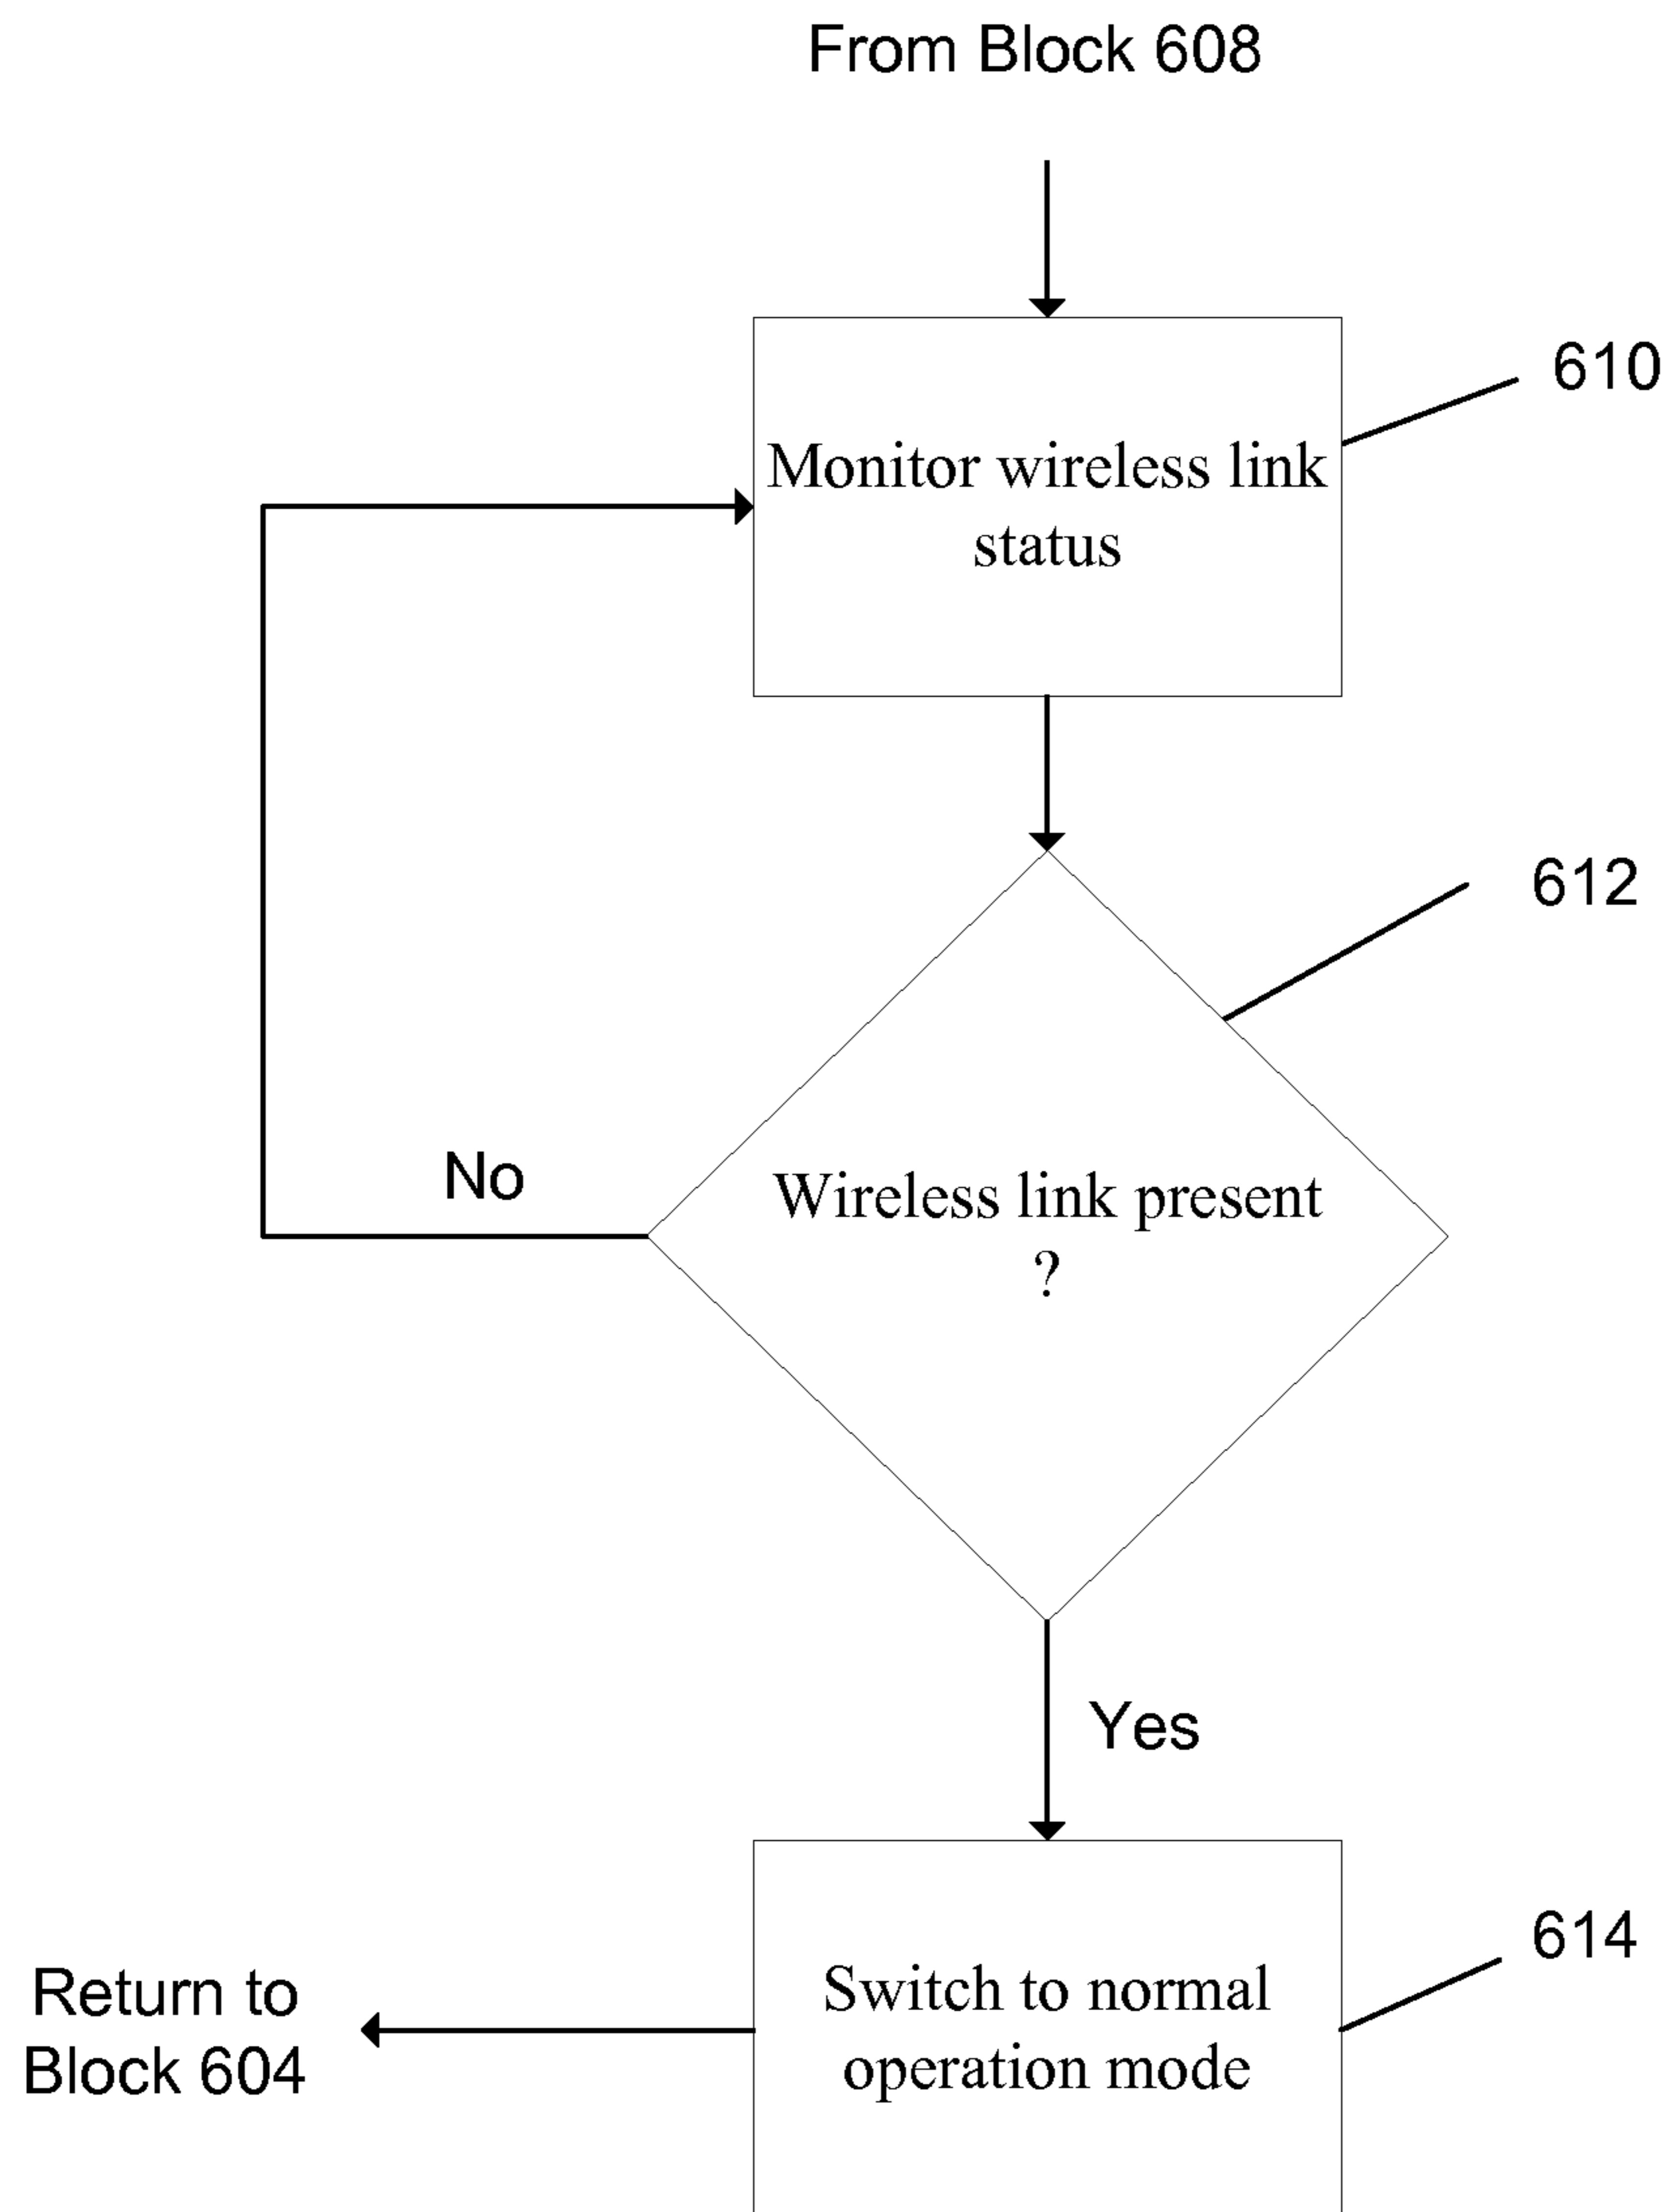 From Block 608
610
Monitor wireless link
status
612
No
Wireless link present
?
Yes
614
Switch to normal
operation mode
Return to
Block 604